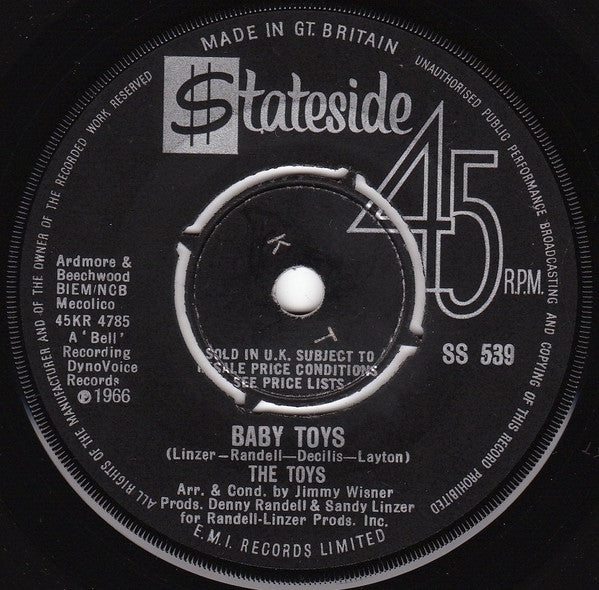 MADE IN GT. BRITAIN
UNAUTHORISED PUBLIC PERFORMANCE BROADCASTING AND COPYING OF THIS RECORD PROHIBITED
ALL RIGHTS OF THE MANUFACTURER AND OF THE OWNER OF THE RECORDED WORK RESERVED
$tateside
45
R.P.M.
Ardmore &
Beechwood
BIEM/NCB
Mecolico
45KR 4785
A 'Bell'
Recording
DynoVoice
Records
℗ 1966
K
T
SS 539
SOLD IN U.K. SUBJECT TO
SALE PRICE CONDITIONS
SEE PRICE LISTS
BABY TOYS
(Linzer—Randell—Decilis—Layton)
THE TOYS
Arr. & Cond. by Jimmy Wisner
Prods. Denny Randell & Sandy Linzer
for Randell-Linzer Prods. Inc.
E.M.I. RECORDS LIMITED